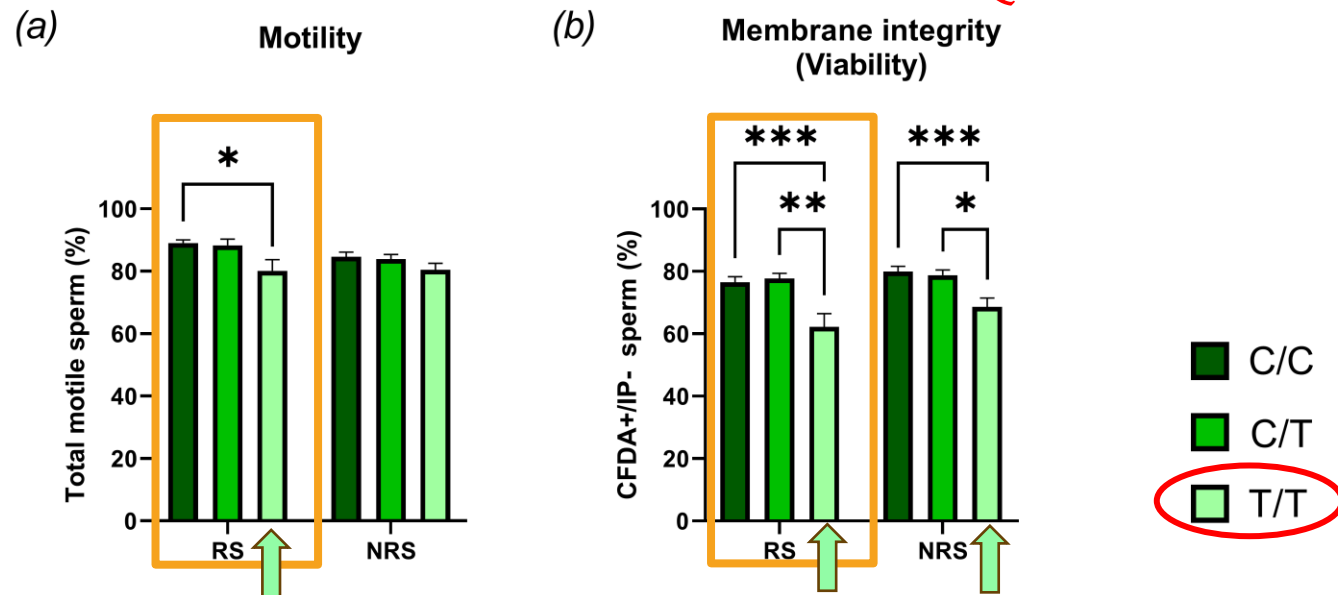 (a)
Motility
*
Total motile sperm (%)
100
80
60
40
20
0
RS
NRS
(b)
Membrane integrity
(Viability)
***
***
**
*
CFDA+/IP- sperm (%)
100
80
60
40
20
0
RS
NRS
C/C
C/T
T/T